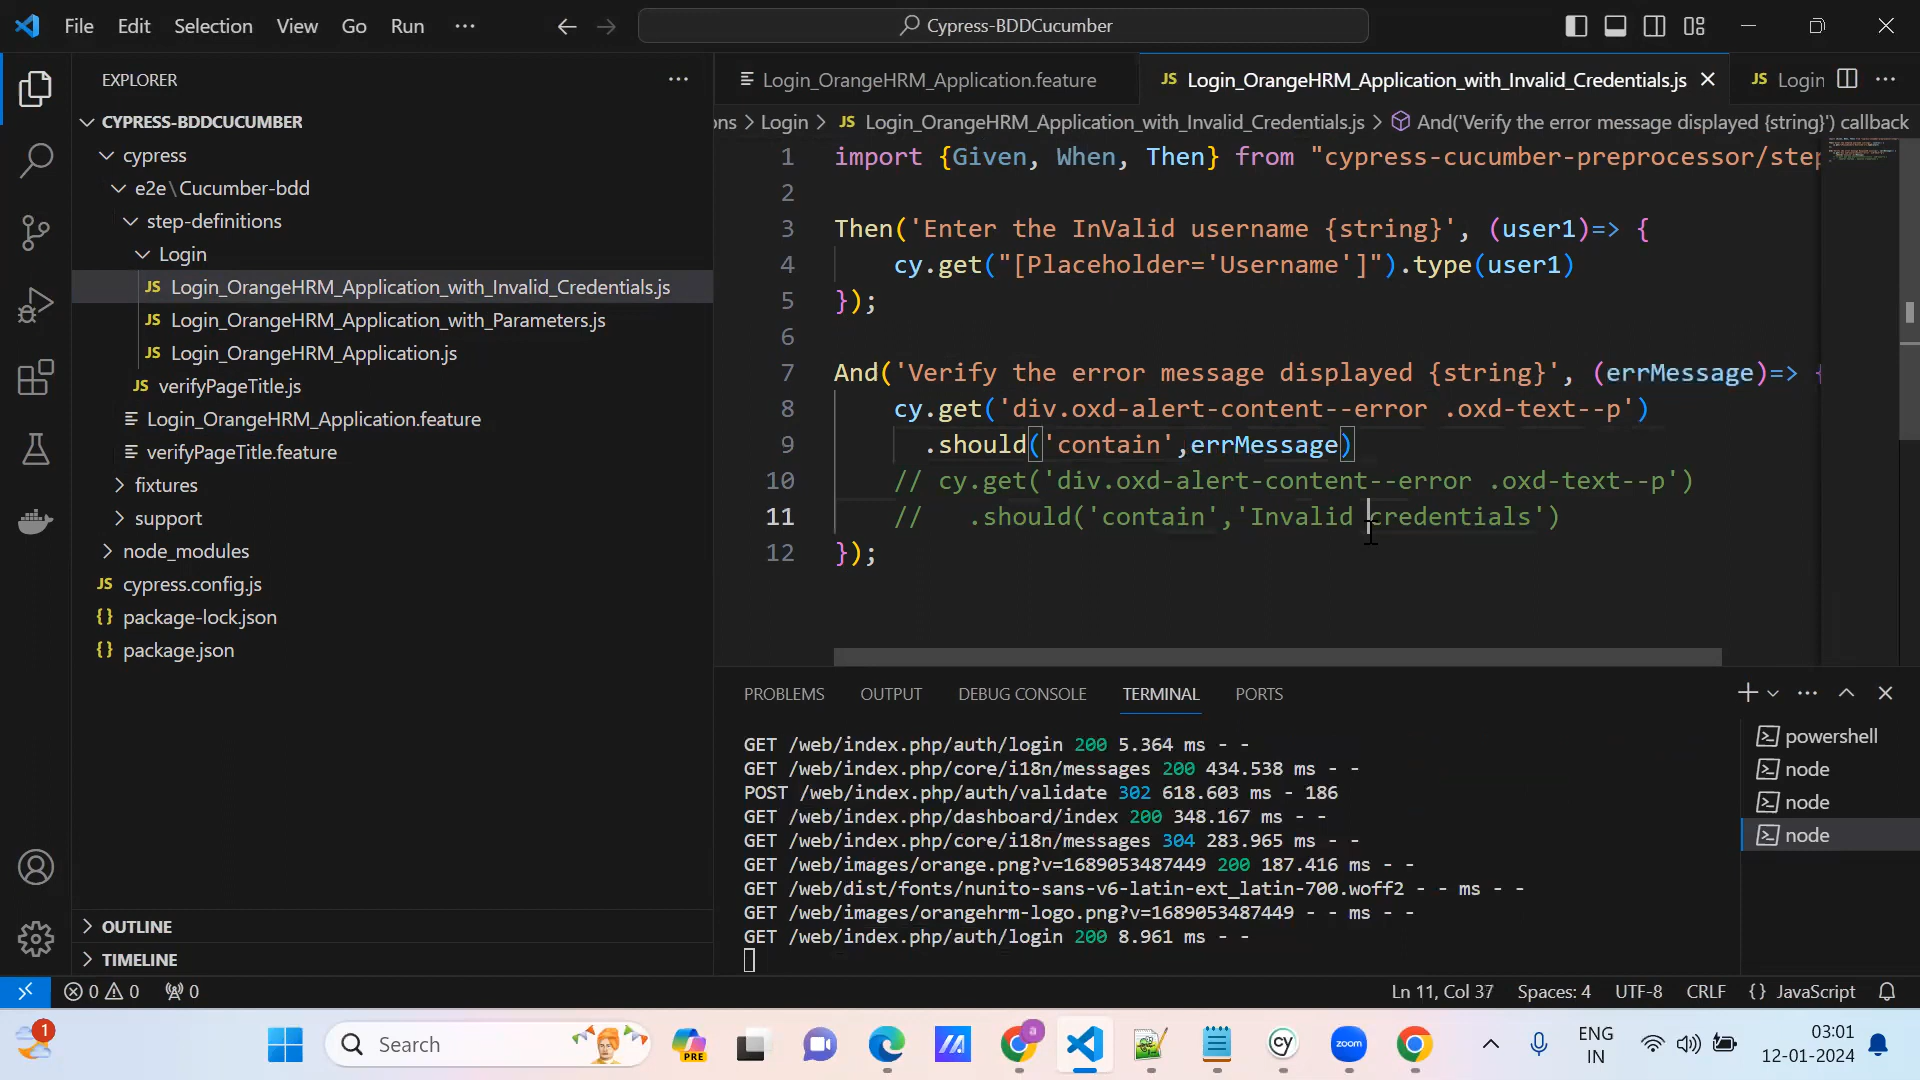 File Edit Selection View Go Run ··· Cypress-BDDCucumber
EXPLORER
CYPRESS-BDDCUCUMBER
cypress
e2e\Cucumber-bdd
step-definitions
Login
JS Login_OrangeHRM_Application_with_Invalid_Credentials.js
JS Login_OrangeHRM_Application_with_Parameters.js
JS Login_OrangeHRM_Application.js
JS verifyPageTitle.js
Login_OrangeHRM_Application.feature
verifyPageTitle.feature
fixtures
support
node_modules
JS cypress.config.js
{} package-lock.json
{} package.json
OUTLINE
TIMELINE
Login_OrangeHRM_Application.feature JS Login_OrangeHRM_Application_with_Invalid_Credentials.js JS Login
ons > Login > JS Login_OrangeHRM_Application_with_Invalid_Credentials.js > And('Verify the error message displayed {string}') callback
1 import {Given, When, Then} from "cypress-cucumber-preprocessor/step
2
3 Then('Enter the InValid username {string}', (user1)=> {
4 cy.get("[Placeholder='Username']").type(user1)
5 });
6
7 And('Verify the error message displayed {string}', (errMessage)=> {
8 cy.get('div.oxd-alert-content--error .oxd-text--p')
9 .should('contain',errMessage)
10 // cy.get('div.oxd-alert-content--error .oxd-text--p')
11 // .should('contain','Invalid credentials')
12 });
PROBLEMS OUTPUT DEBUG CONSOLE TERMINAL PORTS
GET /web/index.php/auth/login 200 5.364 ms - -
GET /web/index.php/core/i18n/messages 200 434.538 ms - -
POST /web/index.php/auth/validate 302 618.603 ms - 186
GET /web/index.php/dashboard/index 200 348.167 ms - -
GET /web/index.php/core/i18n/messages 304 283.965 ms - -
GET /web/images/orange.png?v=1689053487449 200 187.416 ms - -
GET /web/dist/fonts/nunito-sans-v6-latin-ext_latin-700.woff2 - - ms - -
GET /web/images/orangehrm-logo.png?v=1689053487449 - - ms - -
GET /web/index.php/auth/login 200 8.961 ms - -
powershell
node
node
node
0 0 0 Ln 11, Col 37 Spaces: 4 UTF-8 CRLF {} JavaScript
1 Search PRE a cy zoom ENG
IN
03:01
12-01-2024